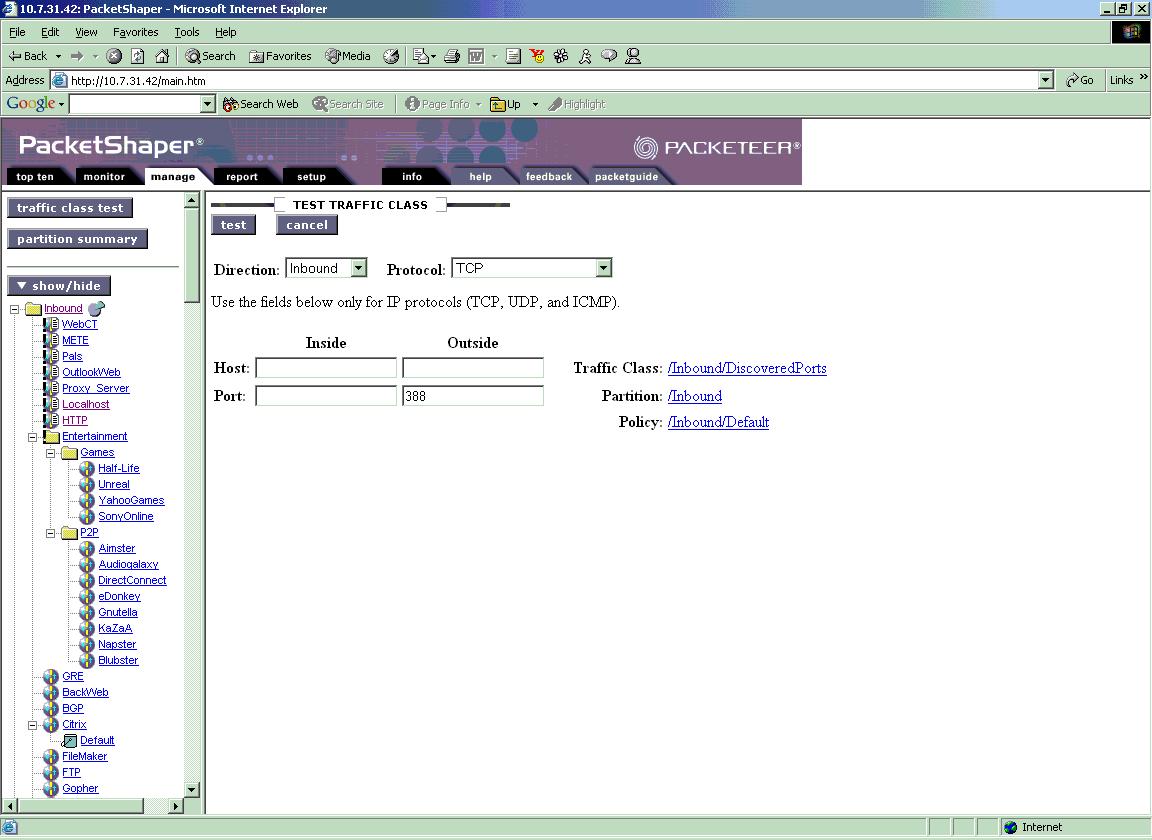 10.7.31.42: PacketShaper - Microsoft Internet Explorer
File Edit View Favorites Tools Help
Back Search Favorites Media
Address http://10.7.31.42/main.htm Go Links »
Google Search Web Search Site Page Info Up Highlight
PacketShaper® PACKETEER®
top ten monitor manage report setup info help feedback packetguide
traffic class test
partition summary
show/hide
Inbound
WebCT
METE
Pals
OutlookWeb
Proxy_Server
Localhost
HTTP
Entertainment
Games
Half-Life
Unreal
YahooGames
SonyOnline
P2P
Aimster
Audiogalaxy
DirectConnect
eDonkey
Gnutella
KaZaA
Napster
Blubster
GRE
BackWeb
BGP
Citrix
Default
FileMaker
FTP
Gopher
TEST TRAFFIC CLASS
test cancel
Direction: Inbound Protocol: TCP
Use the fields below only for IP protocols (TCP, UDP, and ICMP).
Inside Outside
Host: Traffic Class: /Inbound/DiscoveredPorts
Port: 388 Partition: /Inbound
Policy: /Inbound/Default
Internet